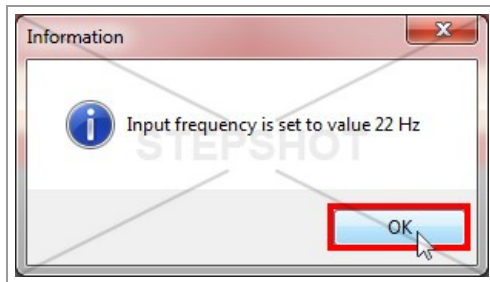 Information
Input frequency is set to value 22 Hz
STEPSHOT
OK